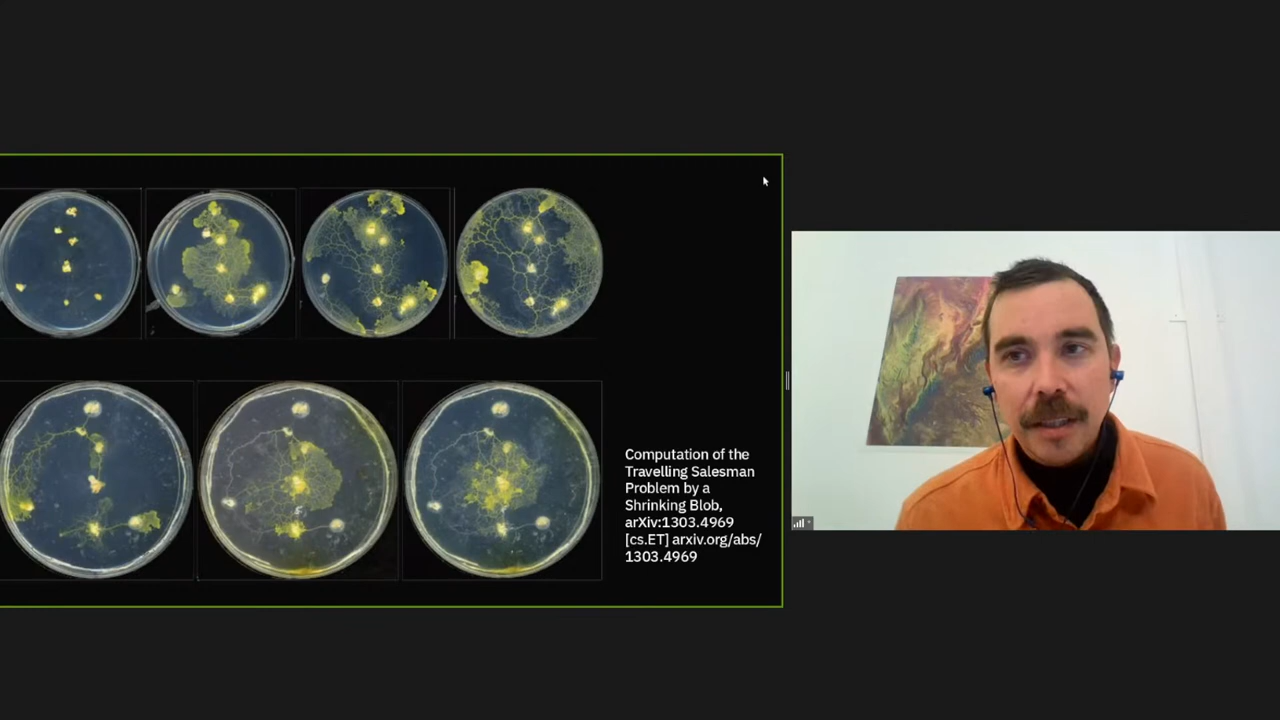 Computation of the
Travelling Salesman
Problem by a
Shrinking Blob,
arXiv:1303.4969
[cs.ET] arxiv.org/abs/
1303.4969